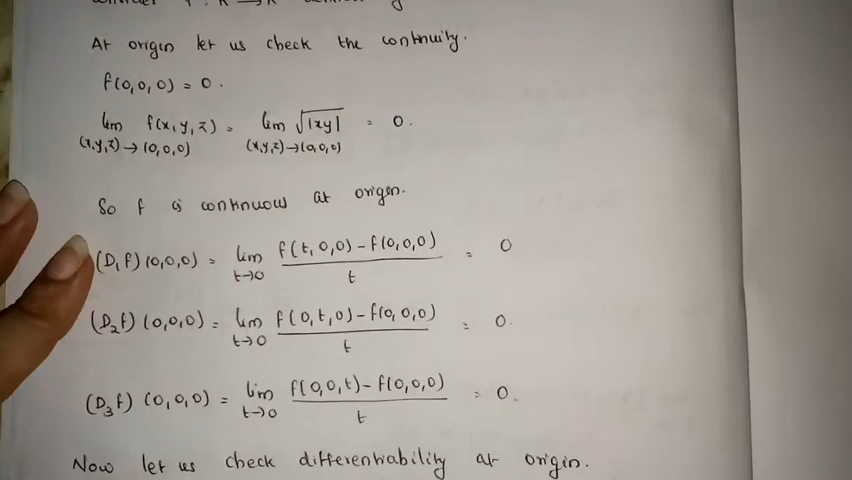 At origin let us check the continuity.
f(0,0,0) = 0.
lim f(x,y,z) = lim √|xy| = 0.
(x,y,z)→(0,0,0) (x,y,z)→(0,0,0)
So f is continuous at origin.
(D₁f)(0,0,0) = lim t→0 f(t,0,0)-f(0,0,0) / t = 0
(D₂f)(0,0,0) = lim t→0 f(0,t,0)-f(0,0,0) / t = 0.
(D₃f)(0,0,0) = lim t→0 f(0,0,t)-f(0,0,0) / t = 0.
Now let us check differentiability at origin.